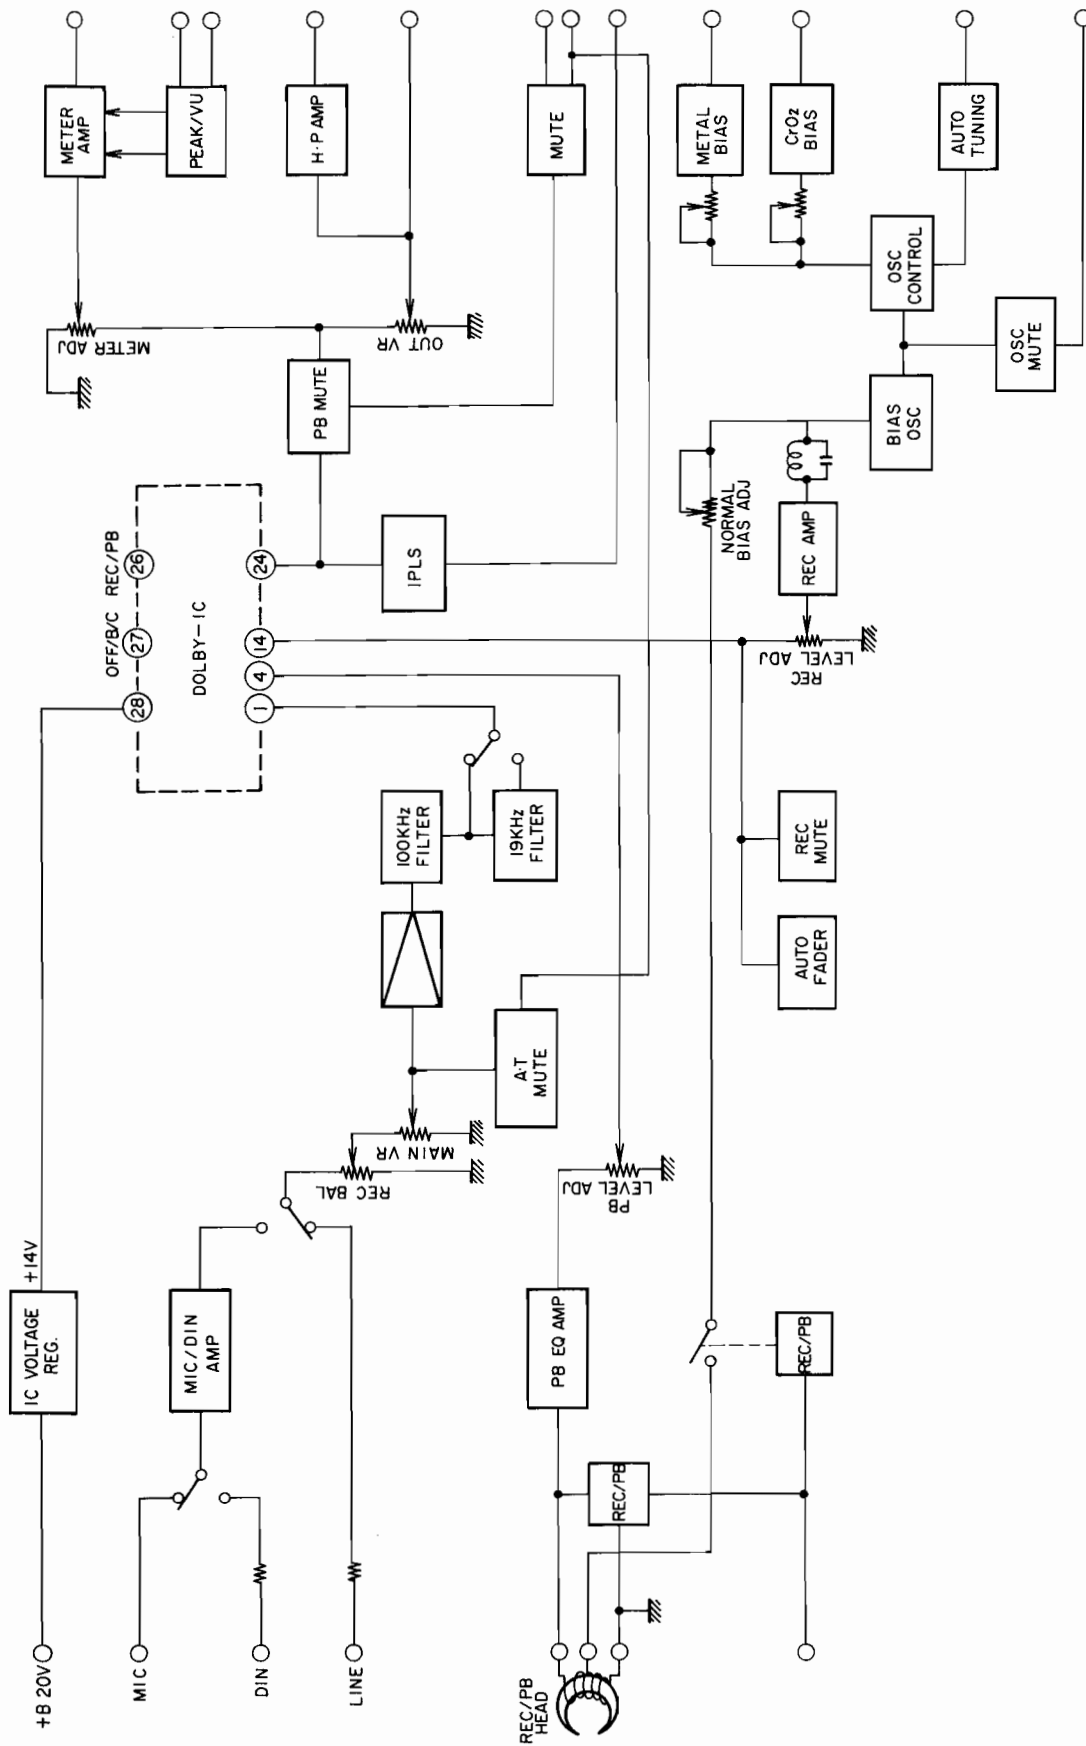 +B 20V
IC VOLTAGE
REG.
+14V
MIC
DIN
LINE
MIC/DIN
AMP
REC BAL
MAIN VR
A·T
MUTE
100KHz
FILTER
19KHz
FILTER
OFF/B/C
REC/PB
28
27
26
DOLBY-IC
1
4
14
24
IPLS
PB MUTE
METER ADJ
OUT VR
METER
AMP
PEAK/VU
H·P AMP
MUTE
REC/PB
HEAD
PB EQ AMP
REC/PB
REC/PB
PB
LEVEL ADJ
AUTO
FADER
REC
MUTE
REC
LEVEL ADJ
REC AMP
NORMAL
BIAS ADJ
BIAS
OSC
OSC
MUTE
OSC
CONTROL
METAL
BIAS
CrO2
BIAS
AUTO
TUNING